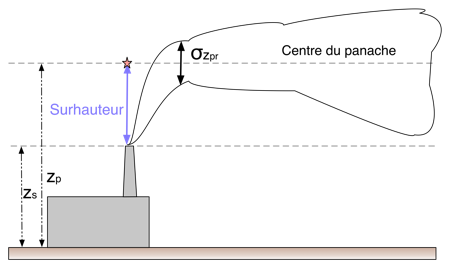 σzpr
Centre du panache
Surhauteur
zp
zs